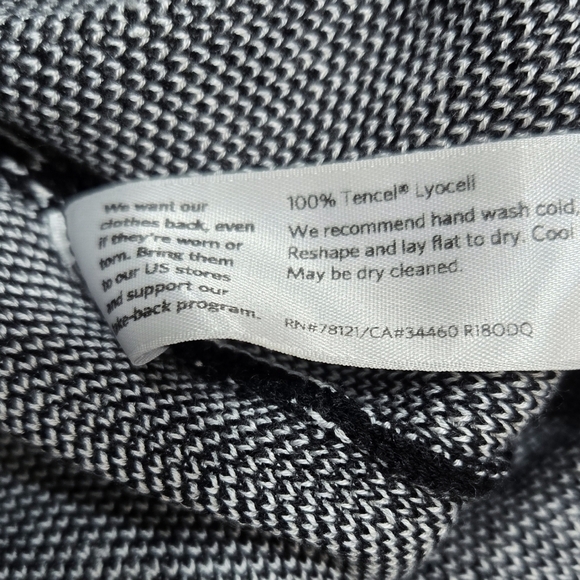 We want our
clothes back, even
if they're worn or
torn. Bring them
to our US stores
and support our
take-back program.
100% Tencel® Lyocell
We recommend hand wash cold.
Reshape and lay flat to dry. Cool
May be dry cleaned.
RN#78121/CA#34460 R18ODQ